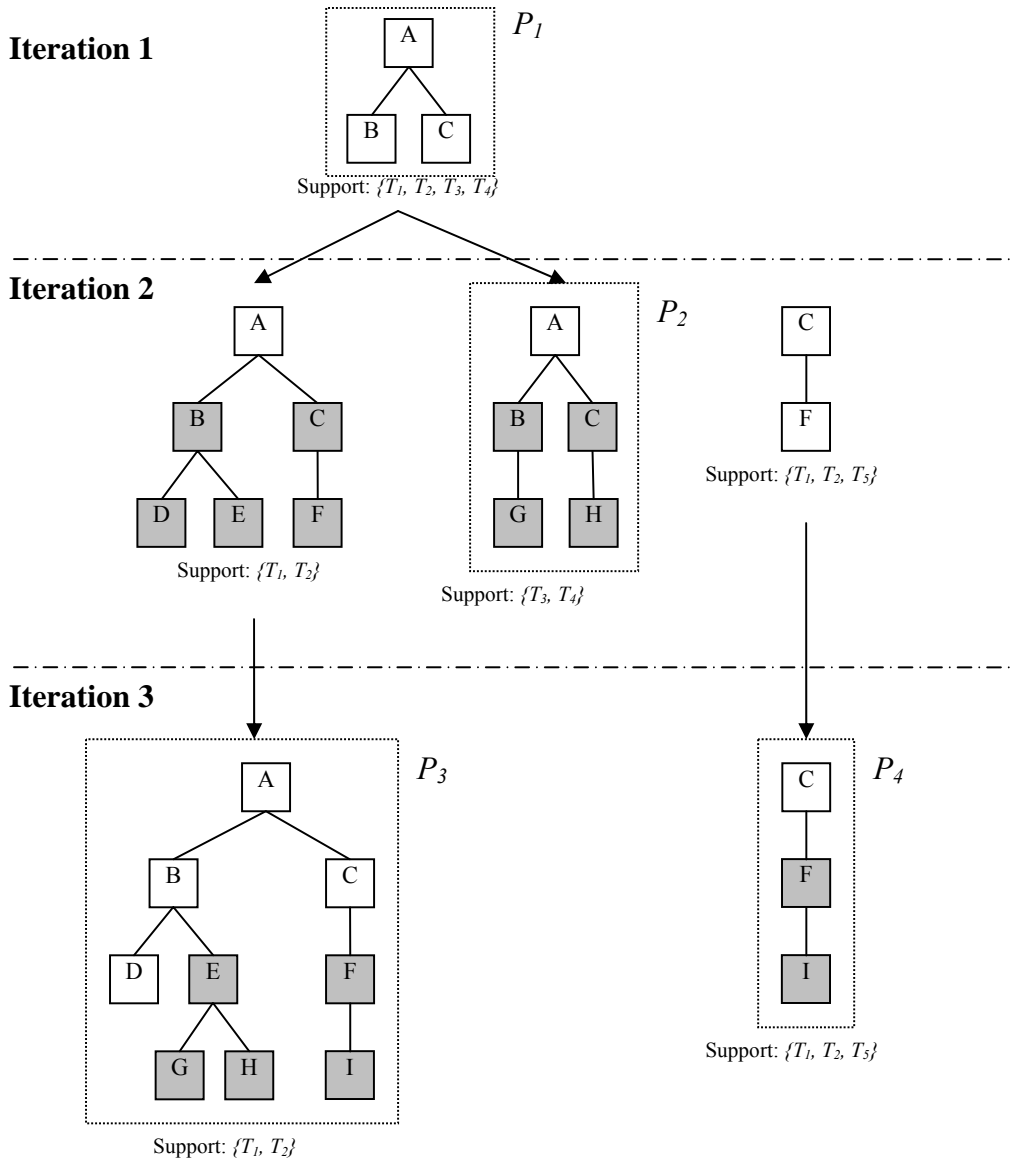 Iteration 1
P1
A
B C
Support: {T1, T2, T3, T4}
Iteration 2
P2
A A C
B C B C F
Support: {T1, T2, T5}
D E F G H
Support: {T1, T2}
Support: {T3, T4}
Iteration 3
P3 P4
A C
B C F
D E F I
G H I
Support: {T1, T2, T5}
Support: {T1, T2}